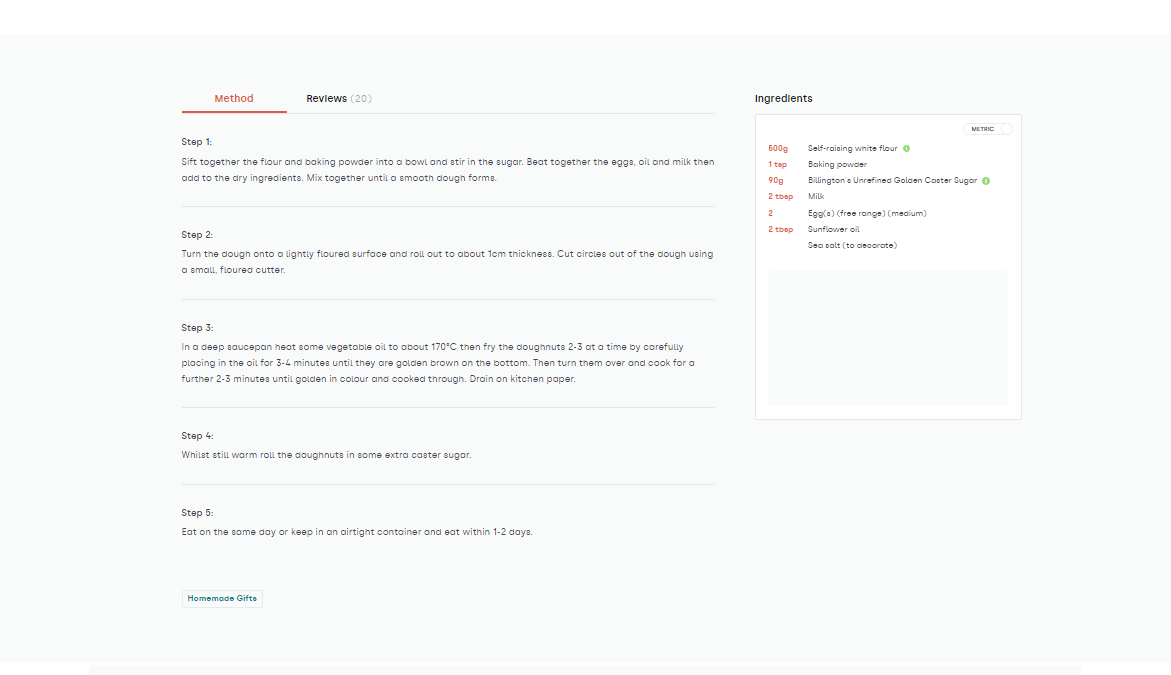 Method
Reviews (20)
Step 1:
Sift together the flour and baking powder into a bowl and stir in the sugar. Beat together the eggs, oil and milk then
add to the dry ingredients. Mix together until a smooth dough forms.
Step 2:
Turn the dough onto a lightly floured surface and roll out to about 1cm thickness. Cut circles out of the dough using
a small, floured cutter.
Step 3:
In a deep saucepan heat some vegetable oil to about 170°C then fry the doughnuts 2-3 at a time by carefully
placing in the oil for 3-4 minutes until they are golden brown on the bottom. Then turn them over and cook for a
further 2-3 minutes until golden in colour and cooked through. Drain on kitchen paper.
Step 4:
Whilst still warm roll the doughnuts in some extra caster sugar.
Step 5:
Eat on the same day or keep in an airtight container and eat within 1-2 days.
Homemade Gifts
Ingredients
METRIC
Self-raising white flour
1 tsp Baking powder
90g Billington's Unrefined Golden Caster Sugar
2 tbsp Milk
2 Egg(s) (free range) (medium)
2 tbsp Sunflower oil
Sea salt (to decorate)